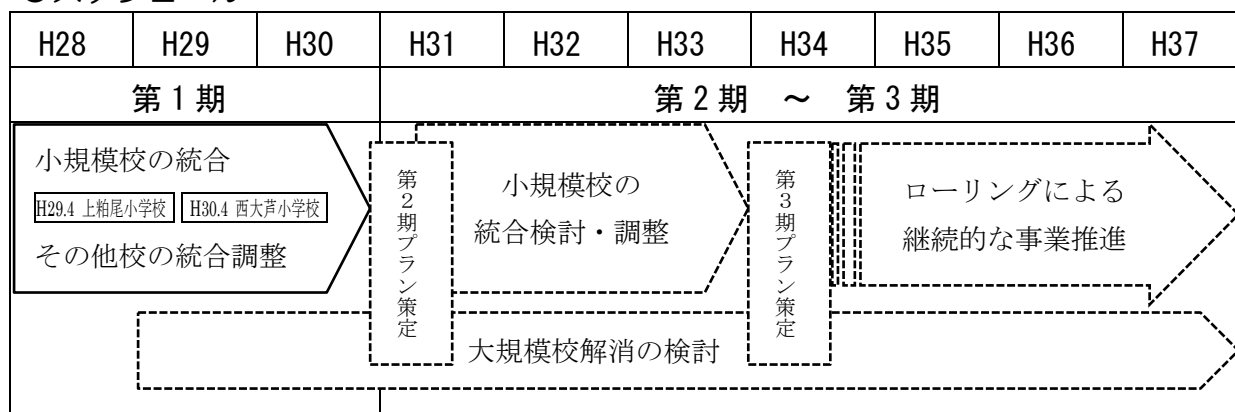 H28 H29 H30 H31 H32 H33 H34 H35 H36 H37
第1期 第2期 ～ 第3期
小規模校の統合
H29.4 上粕尾小学校 H30.4 西大芦小学校
その他校の統合調整
第2期プラン策定
小規模校の
統合検討・調整
第3期プラン策定
ローリングによる
継続的な事業推進
大規模校解消の検討